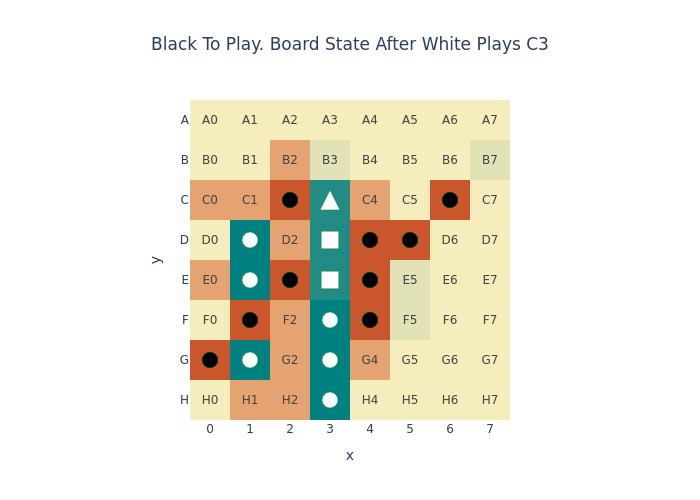 Black To Play. Board State After White Plays C3
A A0 A1 A2 A3 A4 A5 A6 A7
B B0 B1 B2 B3 B4 B5 B6 B7
C C0 C1 C4 C5 C7
D D0 D2 D6 D7
y
E E0 E5 E6 E7
F F0 F2 F5 F6 F7
G G2 G4 G5 G6 G7
H H0 H1 H2 H4 H5 H6 H7
0 1 2 3 4 5 6 7
x